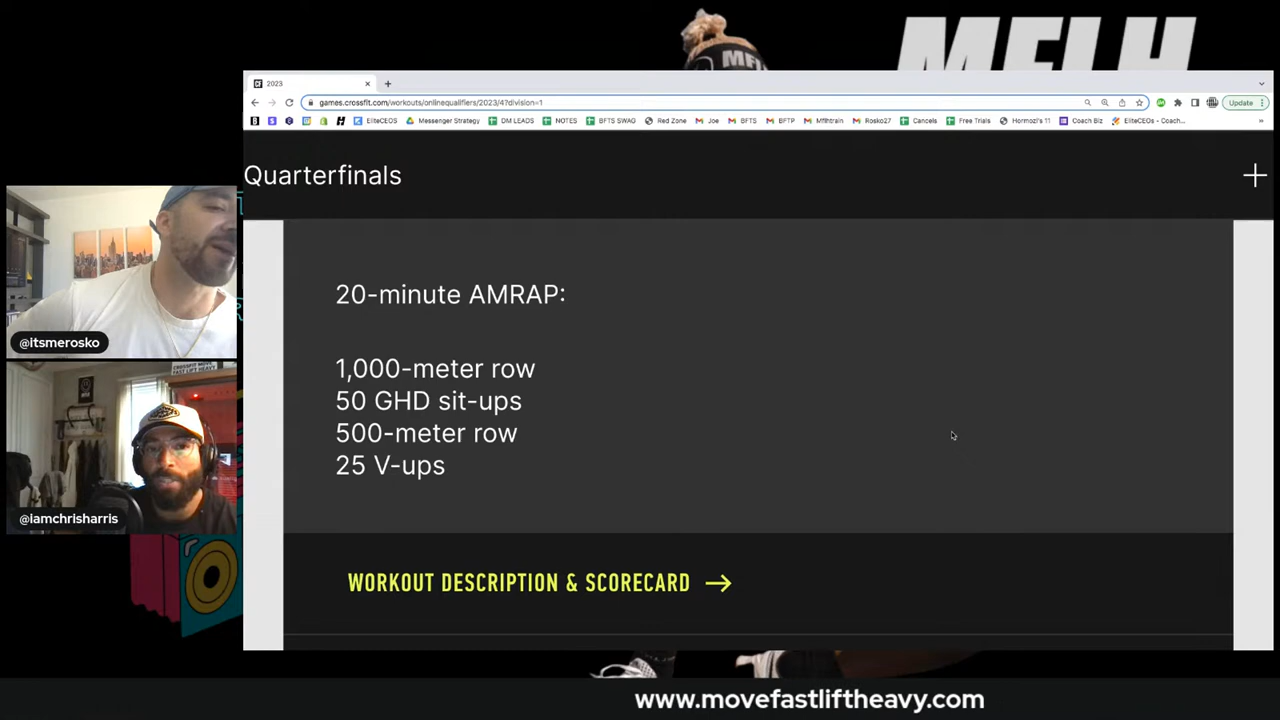 MFLH
2023
games.crossfit.com/workouts/onlinequalifiers/2023/4?division=1
Update
EliteCEOs
Messenger Strategy
DM LEADS
NOTES
BFTS SWAG
Red Zone
Joe
BFTS
BFTP
Mflhtrain
Rosko27
Cancels
Free Trials
Hormozi's 11
Coach Biz
EliteCEOs - Coach...
Quarterfinals
20-minute AMRAP:
1,000-meter row
50 GHD sit-ups
500-meter row
25 V-ups
WORKOUT DESCRIPTION & SCORECARD
@itsmerosko
@iamchrisharris
www.movefastliftheavy.com